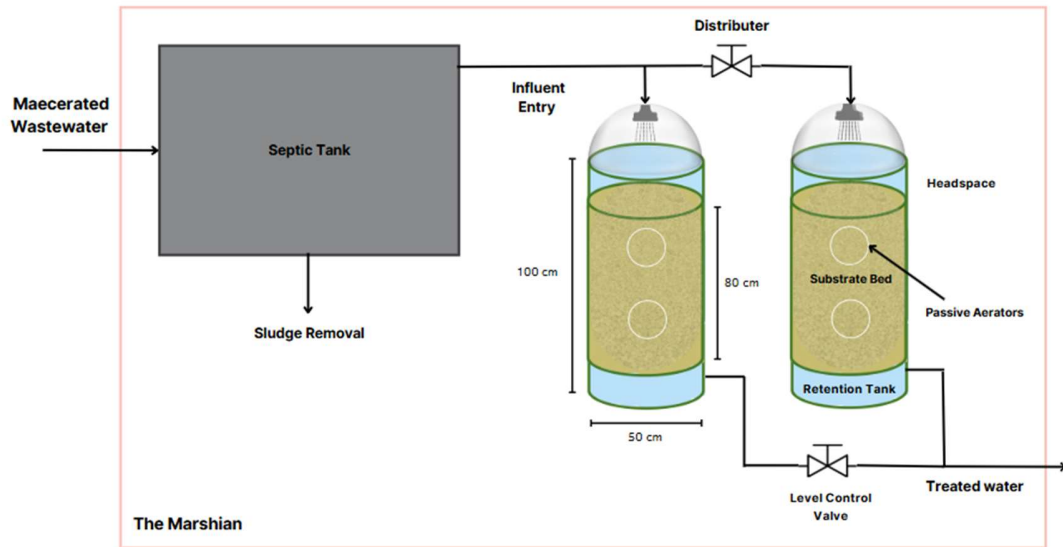 Distributer
Influent
Entry
Maecerated
Wastewater
Septic Tank
Headspace
100 cm
80 cm
Substrate Bed
Passive Aerators
Sludge Removal
Retention Tank
50 cm
Treated water
Level Control
Valve
The Marshian